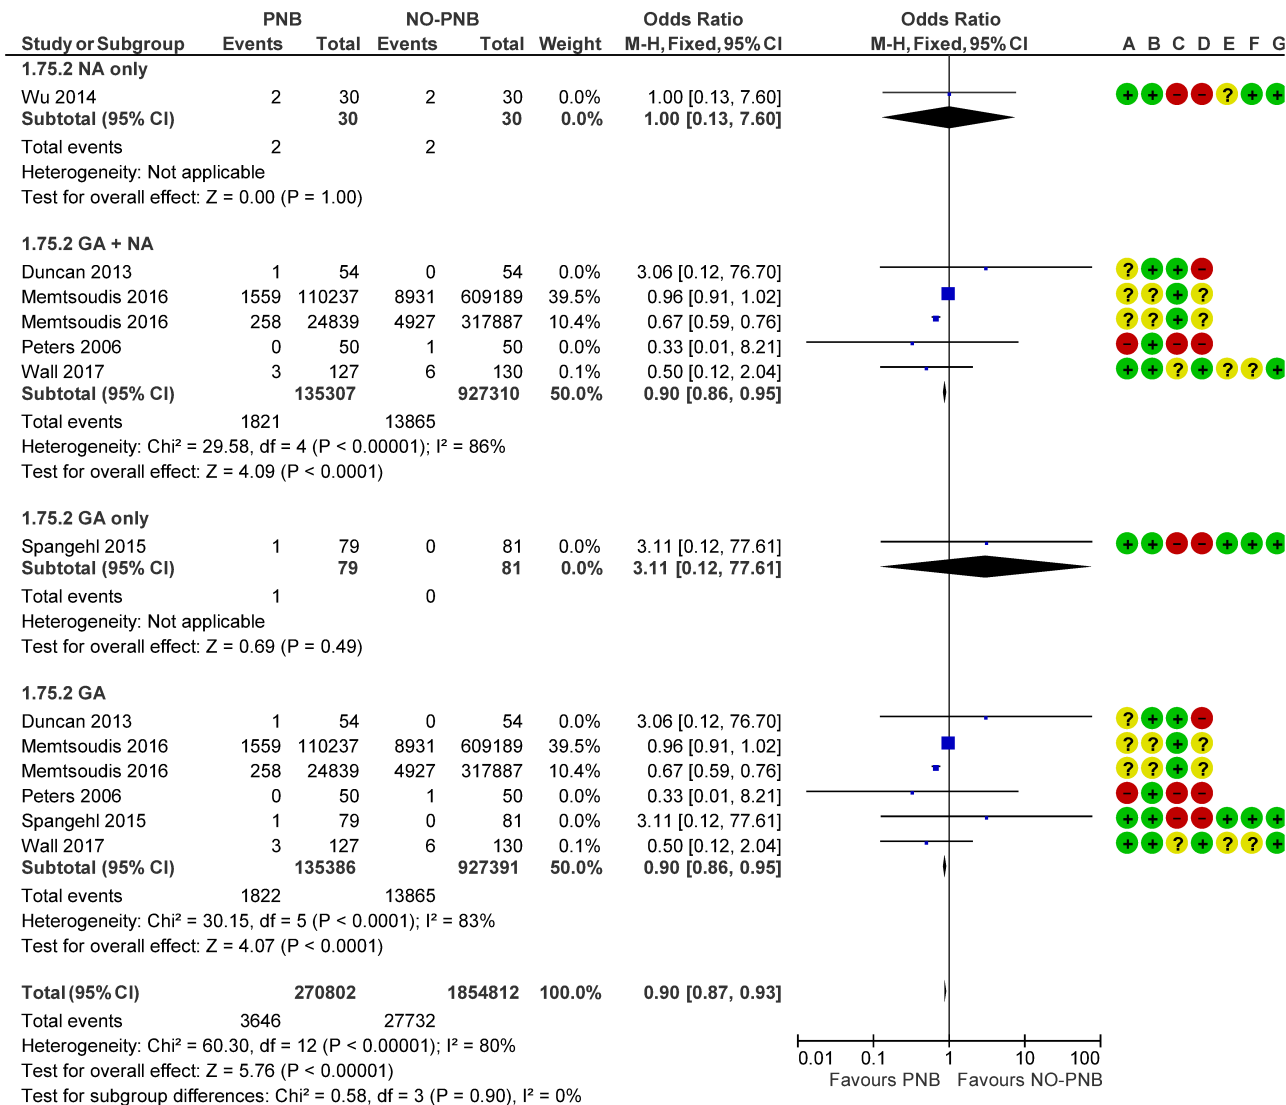 PNB NO-PNB Odds Ratio Odds Ratio
Study or Subgroup Events Total Events Total Weight M-H, Fixed, 95% CI M-H, Fixed, 95% CI A B C D E F G
1.75.2 NA only
Wu 2014 2 30 2 30 0.0% 1.00 [0.13, 7.60] + + - - ? + +
Subtotal (95% CI) 30 30 0.0% 1.00 [0.13, 7.60]
Total events 2 2
Heterogeneity: Not applicable
Test for overall effect: Z = 0.00 (P = 1.00)
1.75.2 GA + NA
Duncan 2013 1 54 0 54 0.0% 3.06 [0.12, 76.70] ? + + -
Memtsoudis 2016 1559 110237 8931 609189 39.5% 0.96 [0.91, 1.02] ? ? + ?
Memtsoudis 2016 258 24839 4927 317887 10.4% 0.67 [0.59, 0.76] ? ? + ?
Peters 2006 0 50 1 50 0.0% 0.33 [0.01, 8.21] - + - -
Wall 2017 3 127 6 130 0.1% 0.50 [0.12, 2.04] + + ? + ? ? +
Subtotal (95% CI) 135307 927310 50.0% 0.90 [0.86, 0.95]
Total events 1821 13865
Heterogeneity: Chi² = 29.58, df = 4 (P < 0.00001); I² = 86%
Test for overall effect: Z = 4.09 (P < 0.0001)
1.75.2 GA only
Spangehl 2015 1 79 0 81 0.0% 3.11 [0.12, 77.61] + + - - + + +
Subtotal (95% CI) 79 81 0.0% 3.11 [0.12, 77.61]
Total events 1 0
Heterogeneity: Not applicable
Test for overall effect: Z = 0.69 (P = 0.49)
1.75.2 GA
Duncan 2013 1 54 0 54 0.0% 3.06 [0.12, 76.70] ? + + -
Memtsoudis 2016 1559 110237 8931 609189 39.5% 0.96 [0.91, 1.02] ? ? + ?
Memtsoudis 2016 258 24839 4927 317887 10.4% 0.67 [0.59, 0.76] ? ? + ?
Peters 2006 0 50 1 50 0.0% 0.33 [0.01, 8.21] - + - -
Spangehl 2015 1 79 0 81 0.0% 3.11 [0.12, 77.61] + + - - + + +
Wall 2017 3 127 6 130 0.1% 0.50 [0.12, 2.04] + + ? + ? ? +
Subtotal (95% CI) 135386 927391 50.0% 0.90 [0.86, 0.95]
Total events 1822 13865
Heterogeneity: Chi² = 30.15, df = 5 (P < 0.0001); I² = 83%
Test for overall effect: Z = 4.07 (P < 0.0001)
Total (95% CI) 270802 1854812 100.0% 0.90 [0.87, 0.93]
Total events 3646 27732
Heterogeneity: Chi² = 60.30, df = 12 (P < 0.00001); I² = 80%
Test for overall effect: Z = 5.76 (P < 0.00001)
Test for subgroup differences: Chi² = 0.58, df = 3 (P = 0.90), I² = 0%
0.01 0.1 1 10 100
Favours PNB Favours NO-PNB